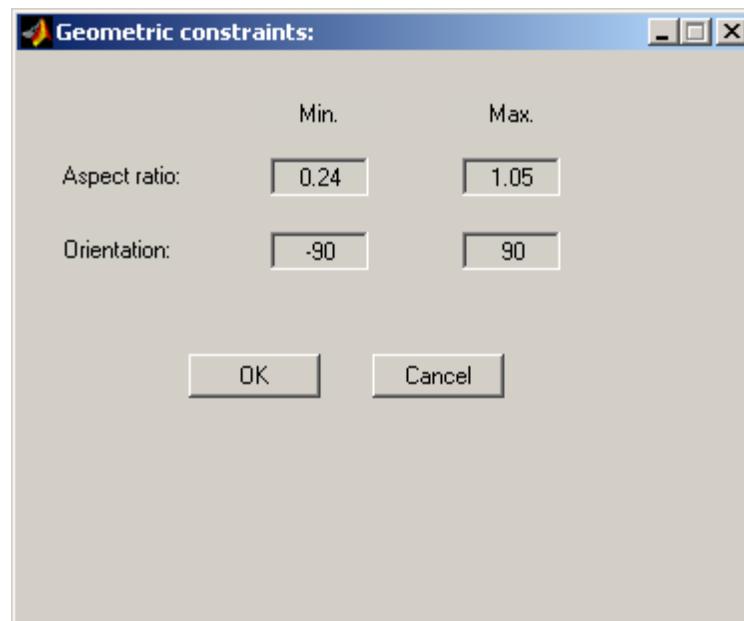 Geometric constraints:
Min. Max.
Aspect ratio: 0.24 1.05
Orientation: -90 90
OK Cancel